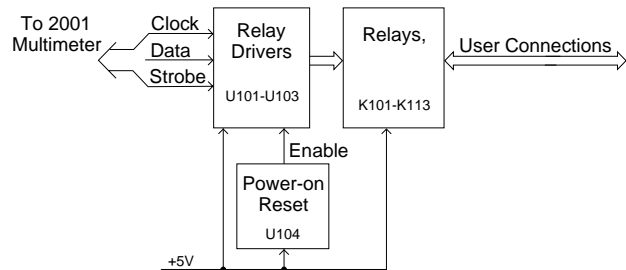 To 2001
Multimeter
Clock
Data
Strobe
Relay
Drivers
U101-U103
Relays,
K101-K113
User Connections
Enable
Power-on
Reset
U104
+5V